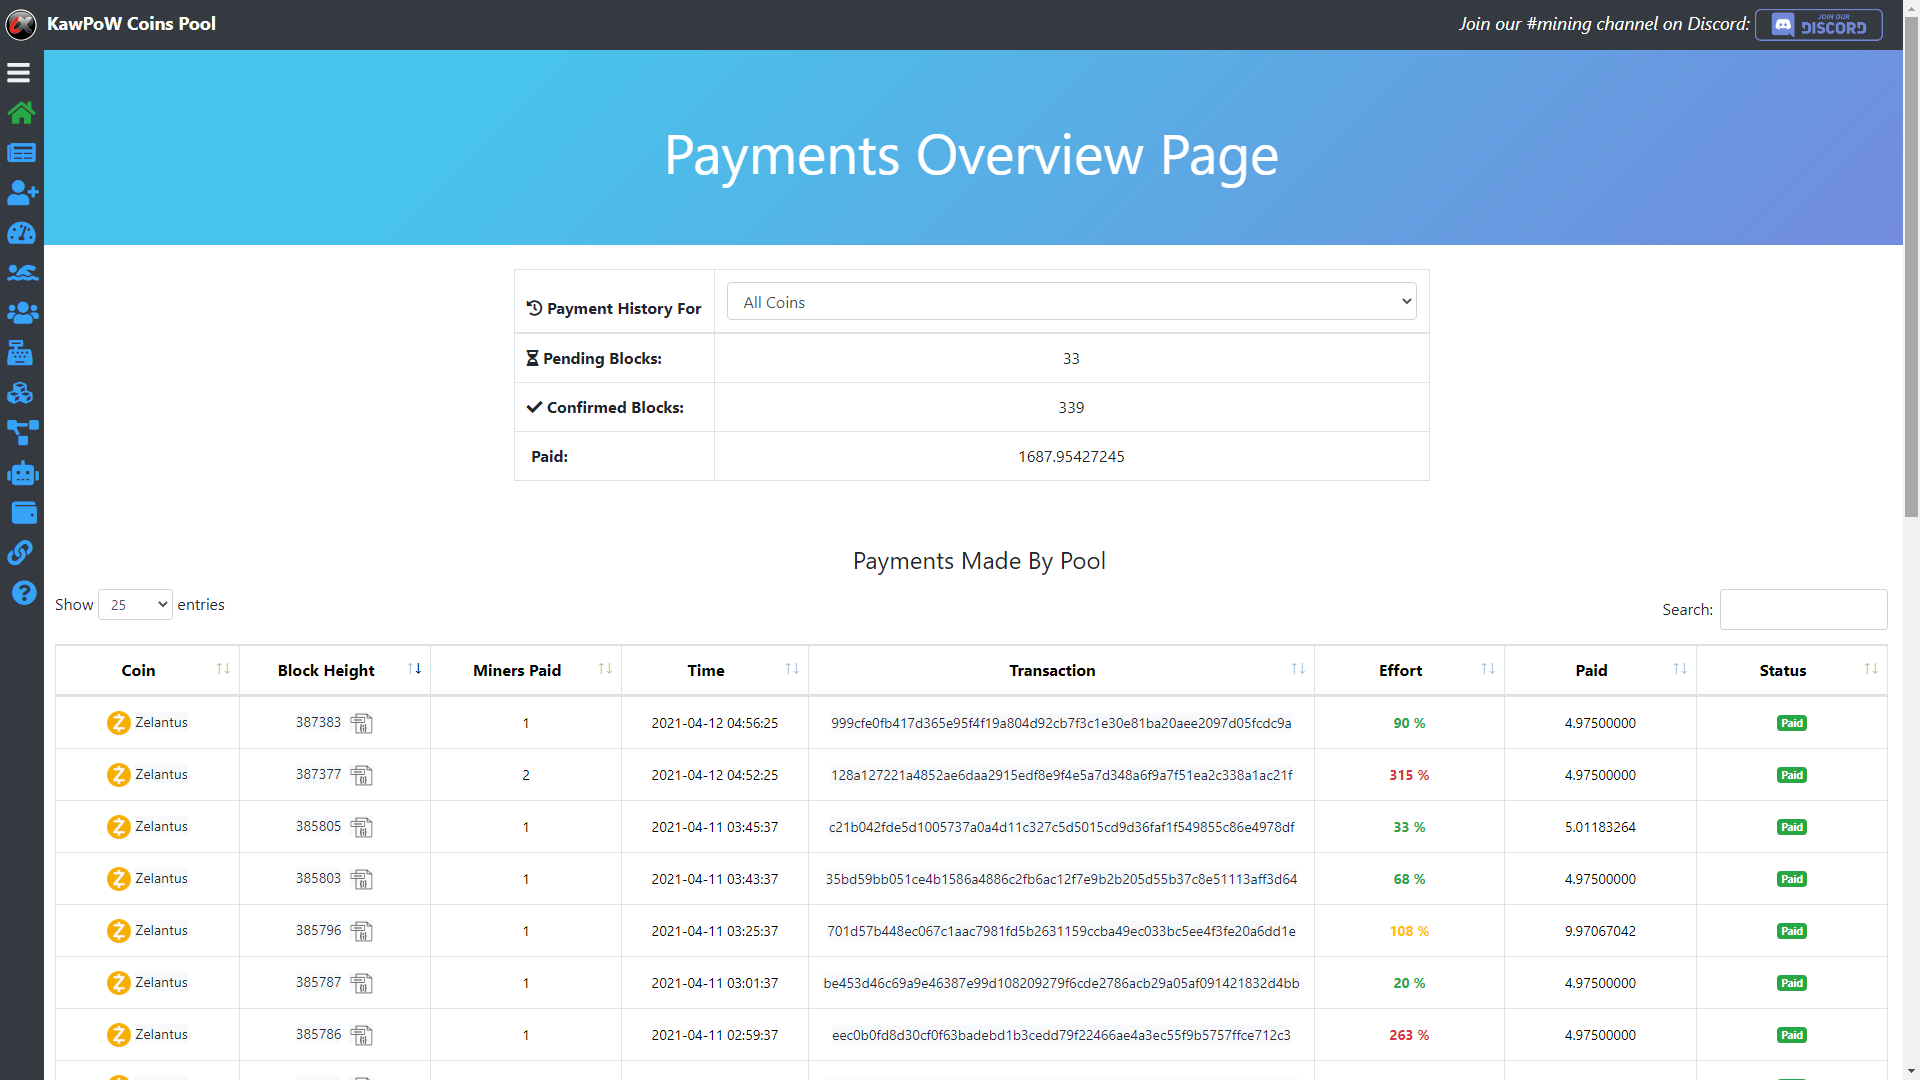 KawPoW Coins Pool
Join our #mining channel on Discord: JOIN OUR DISCORD
Payments Overview Page
Payment History For All Coins
Pending Blocks: 33
Confirmed Blocks: 339
Paid: 1687.95427245
Payments Made By Pool
Show 25 entries
Search:
Coin Block Height Miners Paid Time Transaction Effort Paid Status
Zelantus 387383 1 2021-04-12 04:56:25 999cfe0fb417d365e95f4f19a804d92cb7f3c1e30e81ba20aee2097d05fcdc9a 90 % 4.97500000 Paid
Zelantus 387377 2 2021-04-12 04:52:25 128a127221a4852ae6daa2915edf8e9f4e5a7d348a6f9a7f51ea2c338a1ac21f 315 % 4.97500000 Paid
Zelantus 385805 1 2021-04-11 03:45:37 c21b042fde5d1005737a0a4d11c327c5d5015cd9d36faf1f549855c86e4978df 33 % 5.01183264 Paid
Zelantus 385803 1 2021-04-11 03:43:37 35bd59bb051ce4b1586a4886c2fb6ac12f7e9b2b205d55b37c8e51113aff3d64 68 % 4.97500000 Paid
Zelantus 385796 1 2021-04-11 03:25:37 701d57b448ec067c1aac7981fd5b2631159ccba49ec033bc5ee4f3fe20a6dd1e 108 % 9.97067042 Paid
Zelantus 385787 1 2021-04-11 03:01:37 be453d46c69a9e46387e99d108209279f6cde2786acb29a05af091421832d4bb 20 % 4.97500000 Paid
Zelantus 385786 1 2021-04-11 02:59:37 eec0b0fd8d30cf0f63badebd1b3cedd79f22466ae4a3ec55f9b5757ffce712c3 263 % 4.97500000 Paid